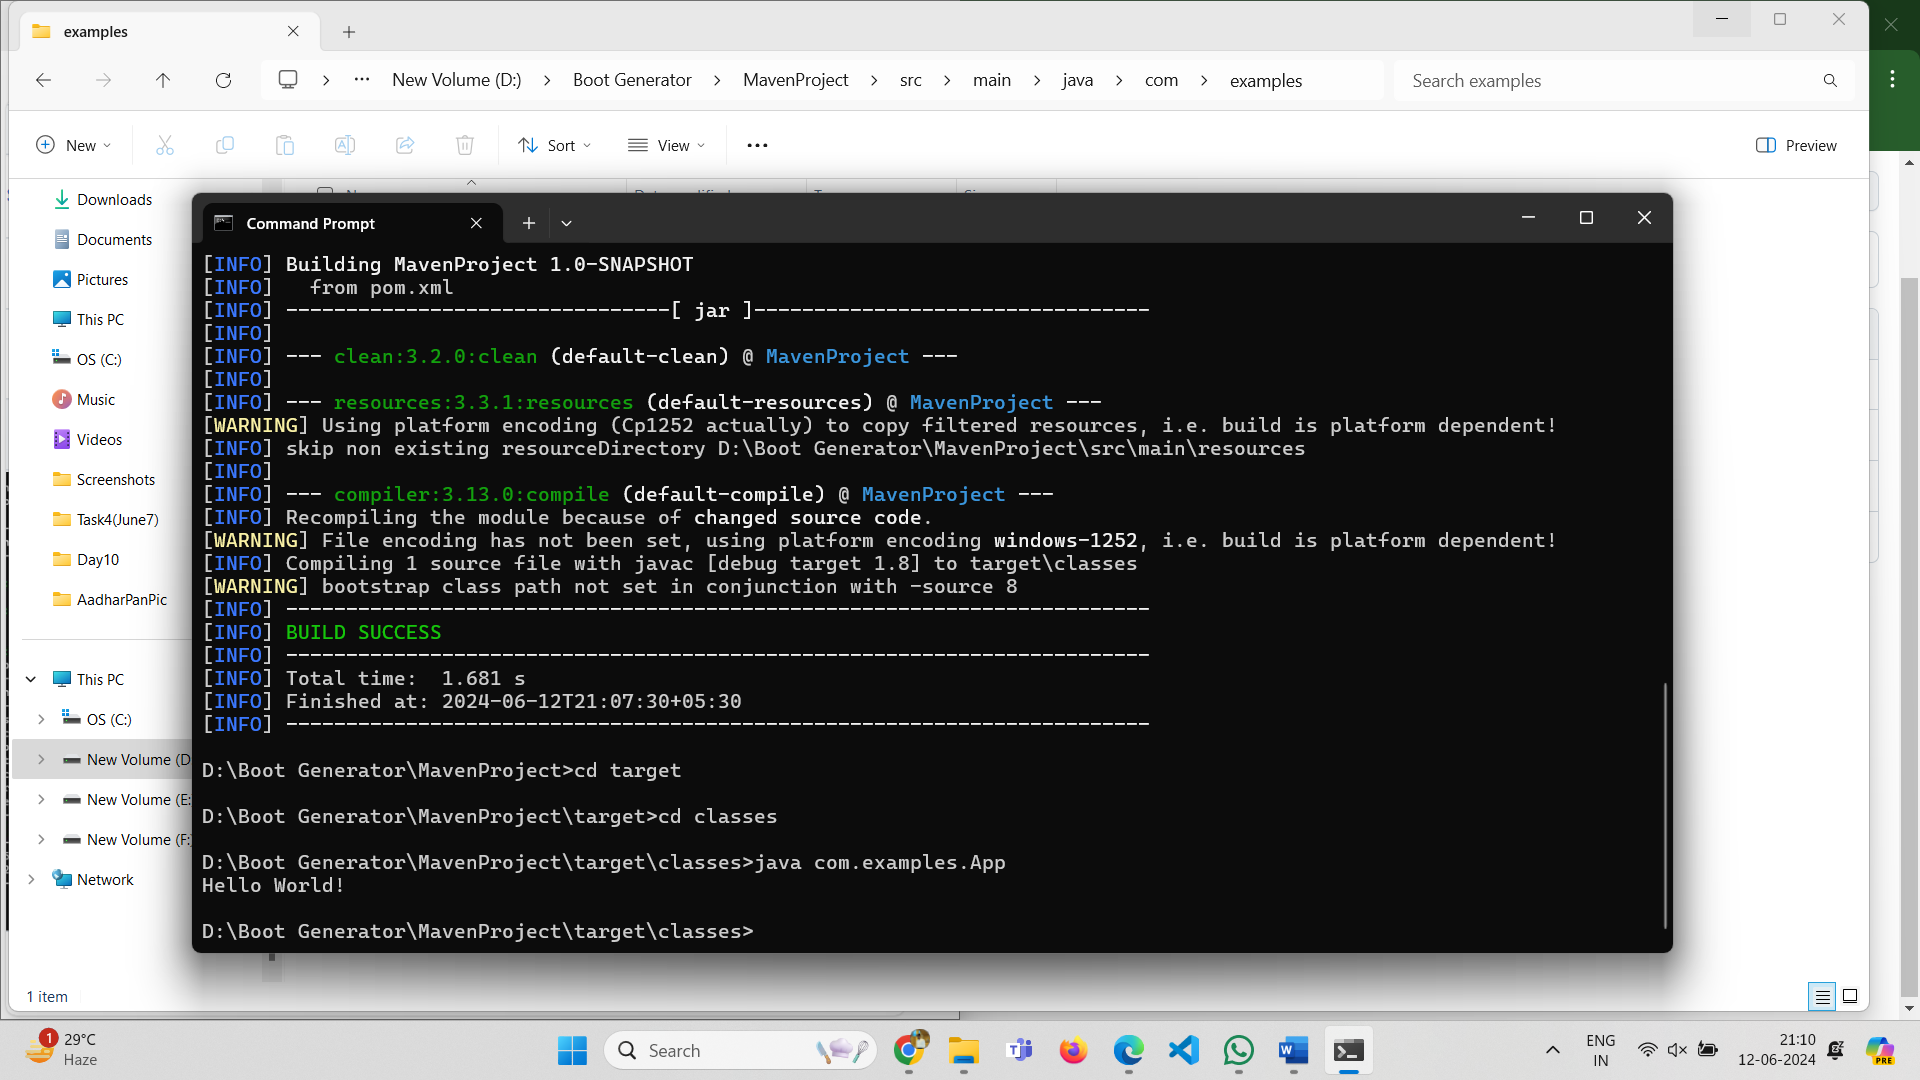 examples
New Volume (D:)
Boot Generator
MavenProject
src
main
java
com
examples
Search examples
New
Sort
View
Preview
Downloads
Documents
Pictures
This PC
OS (C:)
Music
Videos
Screenshots
Task4(June7)
Day10
AadharPanPic
This PC
OS (C:)
New Volume (D
New Volume (E:
New Volume (F:
Network
1 item
Command Prompt
[INFO] Building MavenProject 1.0-SNAPSHOT
[INFO]   from pom.xml
[INFO] --------------------------------[ jar ]---------------------------------
[INFO]
[INFO] --- clean:3.2.0:clean (default-clean) @ MavenProject ---
[INFO]
[INFO] --- resources:3.3.1:resources (default-resources) @ MavenProject ---
[WARNING] Using platform encoding (Cp1252 actually) to copy filtered resources, i.e. build is platform dependent!
[INFO] skip non existing resourceDirectory D:\Boot Generator\MavenProject\src\main\resources
[INFO]
[INFO] --- compiler:3.13.0:compile (default-compile) @ MavenProject ---
[INFO] Recompiling the module because of changed source code.
[WARNING] File encoding has not been set, using platform encoding windows-1252, i.e. build is platform dependent!
[INFO] Compiling 1 source file with javac [debug target 1.8] to target\classes
[WARNING] bootstrap class path not set in conjunction with -source 8
[INFO] ------------------------------------------------------------------------
[INFO] BUILD SUCCESS
[INFO] ------------------------------------------------------------------------
[INFO] Total time:  1.681 s
[INFO] Finished at: 2024-06-12T21:07:30+05:30
[INFO] ------------------------------------------------------------------------
D:\Boot Generator\MavenProject>cd target
D:\Boot Generator\MavenProject\target>cd classes
D:\Boot Generator\MavenProject\target\classes>java com.examples.App
Hello World!
D:\Boot Generator\MavenProject\target\classes>
1
29°C
Haze
Search
ENG
IN
21:10
12-06-2024
PRE